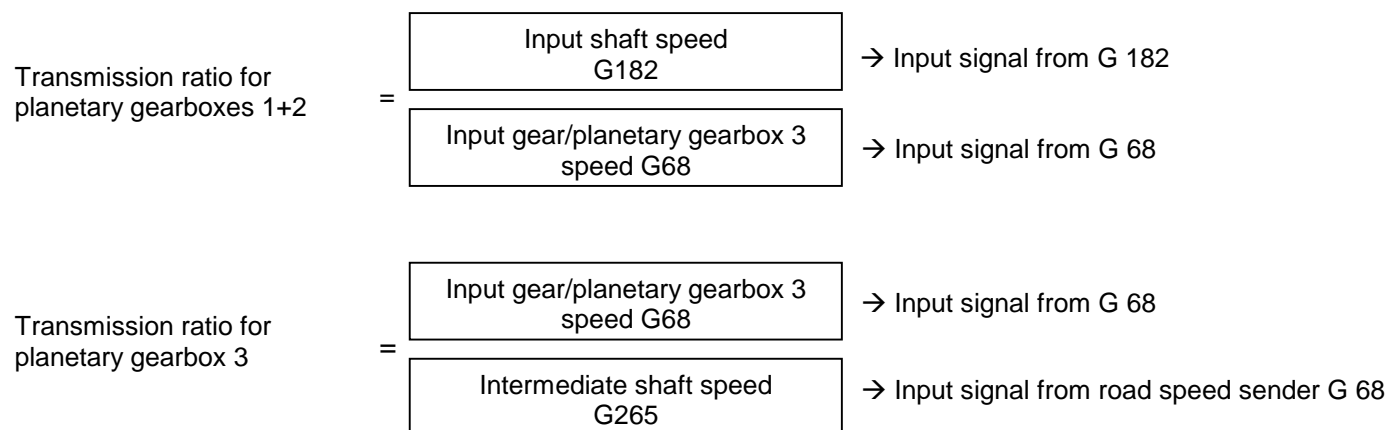 Input shaft speed
G182
→ Input signal from G 182
Transmission ratio for
planetary gearboxes 1+2
=
Input gear/planetary gearbox 3
speed G68
→ Input signal from G 68
Input gear/planetary gearbox 3
speed G68
→ Input signal from G 68
Transmission ratio for
planetary gearbox 3
=
Intermediate shaft speed
G265
→ Input signal from road speed sender G 68